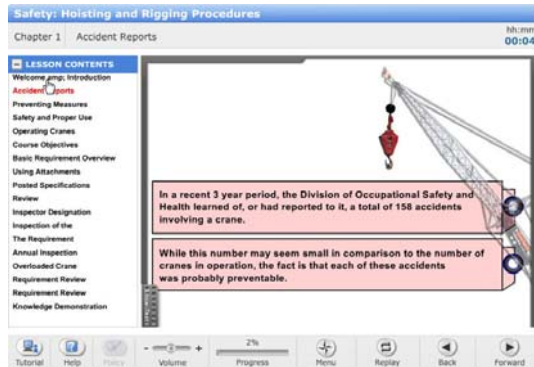 Safety: Hoisting and Rigging Procedures
Chapter 1 Accident Reports
hh:mm
00:04
LESSON CONTENTS
Welcome amp; Introduction
Accident Reports
Preventing Measures
Safety and Proper Use
Operating Cranes
Course Objectives
Basic Requirement Overview
Using Attachments
Posted Specifications
Review
Inspector Designation
Inspection of the
The Requirement
Annual Inspection
Overloaded Crane
Requirement Review
Requirement Review
Knowledge Demonstration
In a recent 3 year period, the Division of Occupational Safety and
Health learned of, or had reported to it, a total of 158 accidents
involving a crane.
While this number may seem small in comparison to the number of
cranes in operation, the fact is that each of these accidents
was probably preventable.
- +
2%
Tutorial Help Policy Volume Progress Menu Replay Back Forward